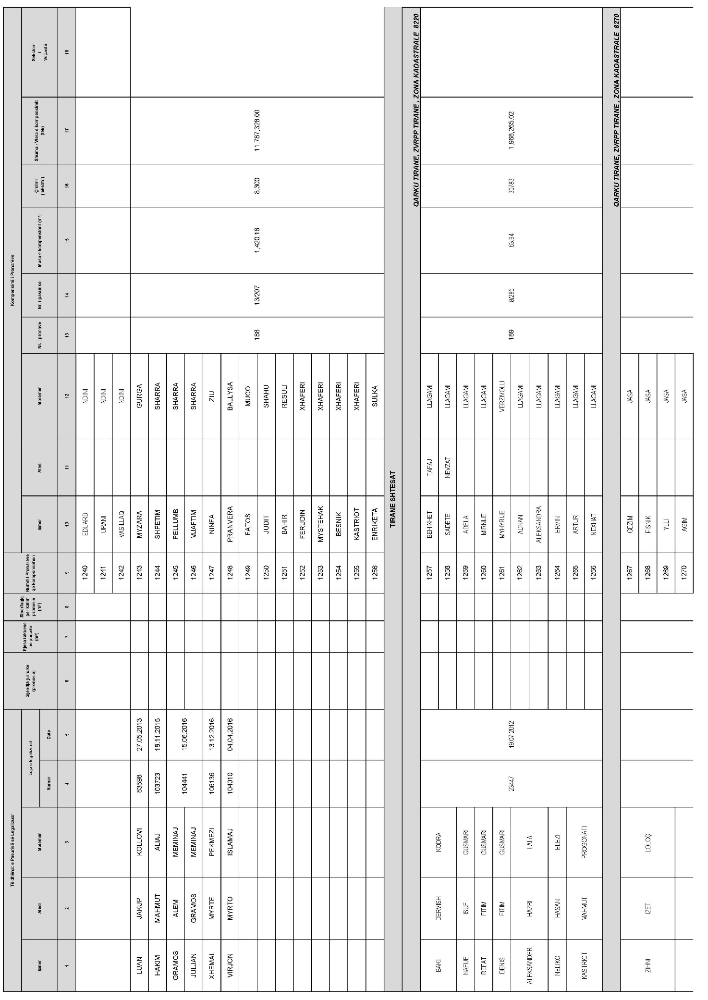 Të dhënat e Pasurisë së Legalizuar Kompensimi i Pronarëve
Emër Atësi Mbiemër Leja e legalizimit Gjendja juridike (pronësia) Pjesa takuese në parcelë (m²) Sipërfaqja për kalim pronësie (m²) Numri i Pronareve qe kompensohen Emër Atësi Mbiemër Nr. i pronave Nr. i pasurisë Masa e kompensimit (m²) Çmimi (leke/m²) Shuma - Vlera e kompensimit (lek) Seksioni i Veçantë
Numer Date
1 2 3 4 5 6 7 8 9 10 11 12 13 14 15 16 17 18
1240 EDUARD NDINI
1241 URANI NDINI
1242 VASILLAQ NDINI
LUAN JAKUP KOLLOVI 83598 27.05.2013 1243 MYZARA GURGA
HAKIM MAHMUT ALIAJ 103723 18.11.2015 1244 SHPETIM SHARRA
GRAMOS ALEM MEMINAJ 104441 15.06.2016 1245 PELLUMB SHARRA
JULJAN GRAMOS MEMINAJ 1246 MJAFTIM SHARRA
XHEMAL MYRTE PEKMEZI 106136 13.12.2016 1247 NINFA ZIU
VIRJON MYRTO ISLAMAJ 104010 04.04.2016 1248 PRANVERA BALLYSA
1249 FATOS MUCO 188 13/207 1,420.16 8,300 11,787,328.00
1250 JUDIT SHAHU
1251 BAHIR RESULI
1252 FERUDIN XHAFERI
1253 MYSTEHAK XHAFERI
1254 BESNIK XHAFERI
1255 KASTRIOT XHAFERI
1256 ENRIKETA SULKA
TIRANE SHTESAT
QARKU TIRANE, ZVRPP TIRANE , ZONA KADASTRALE 8220
BAKI DERVISH KODRA 1257 BEHIXHET TAFAJ LLAGAMI
1258 SADETE NEVZAT LLAGAMI
NAFIJE ISUF GUSMARI 1259 ADELA LLAGAMI
REFAT FITIM GUSMARI 1260 MIRNIJE LLAGAMI
DENIS FITIM GUSMARI 23447 19.07.2012 1261 MYHYRIJE VERZIVOLLI 189 8/286 63.94 30783 1,968,265.02
ALEKSANDER HAZBI LALA 1262 ADNAN LLAGAMI
1263 ALEKSANDRA LLAGAMI
NELIKO HASAN ELEZI 1264 ERVIN LLAGAMI
KASTRIOT MAHMUT PROGONATI 1265 ARTUR LLAGAMI
1266 NEXHAT LLAGAMI
QARKU TIRANE, ZVRPP TIRANE , ZONA KADASTRALE 8270
1267 GEZIM JASA
ZIHNI IZET LOLOÇI 1268 FISNIK JASA
1269 YLLI JASA
1270 AGIM JASA